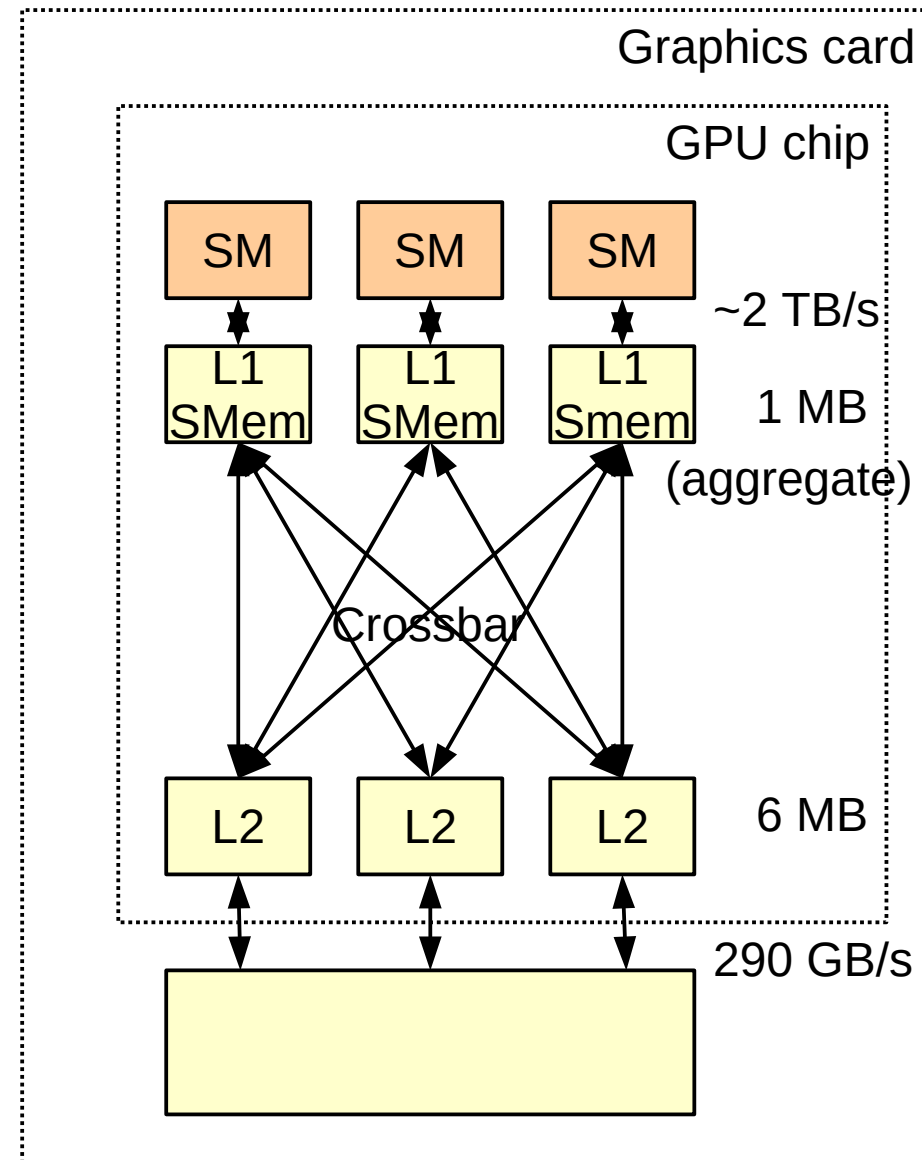 Graphics card
GPU chip
SM
SM
SM
~2 TB/s
L1
SMem
L1
SMem
L1
Smem
1 MB
(aggregate)
Crossbar
L2
L2
L2
6 MB
290 GB/s